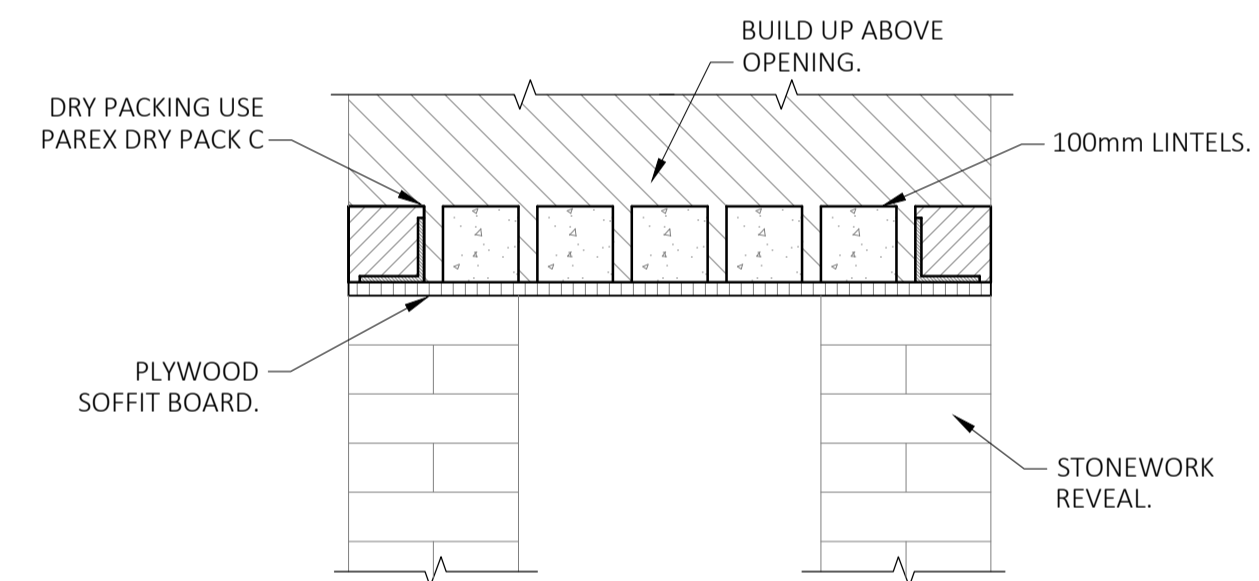 BUILD UP ABOVE
OPENING.
DRY PACKING USE
PAREX DRY PACK C
100mm LINTELS.
PLYWOOD
SOFFIT BOARD.
STONEWORK
REVEAL.